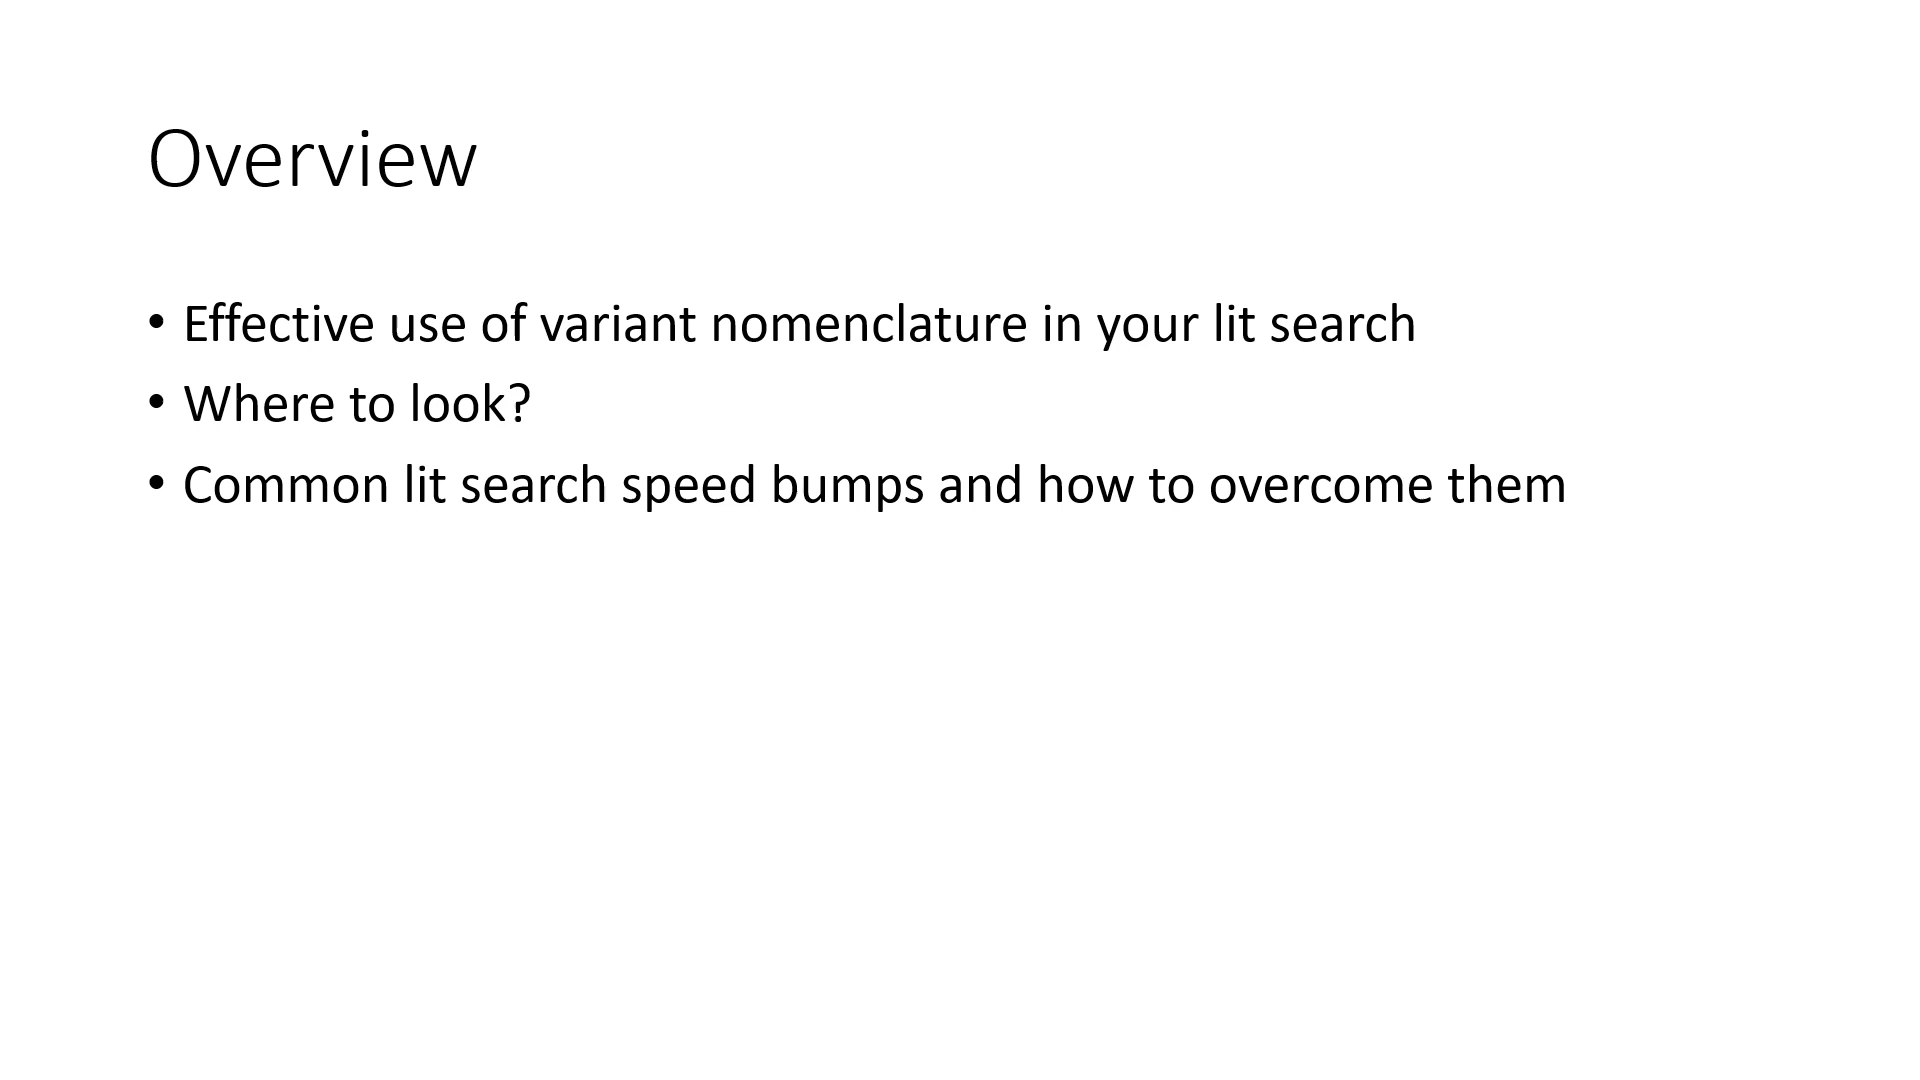 Overview
• Effective use of variant nomenclature in your lit search
• Where to look?
• Common lit search speed bumps and how to overcome them